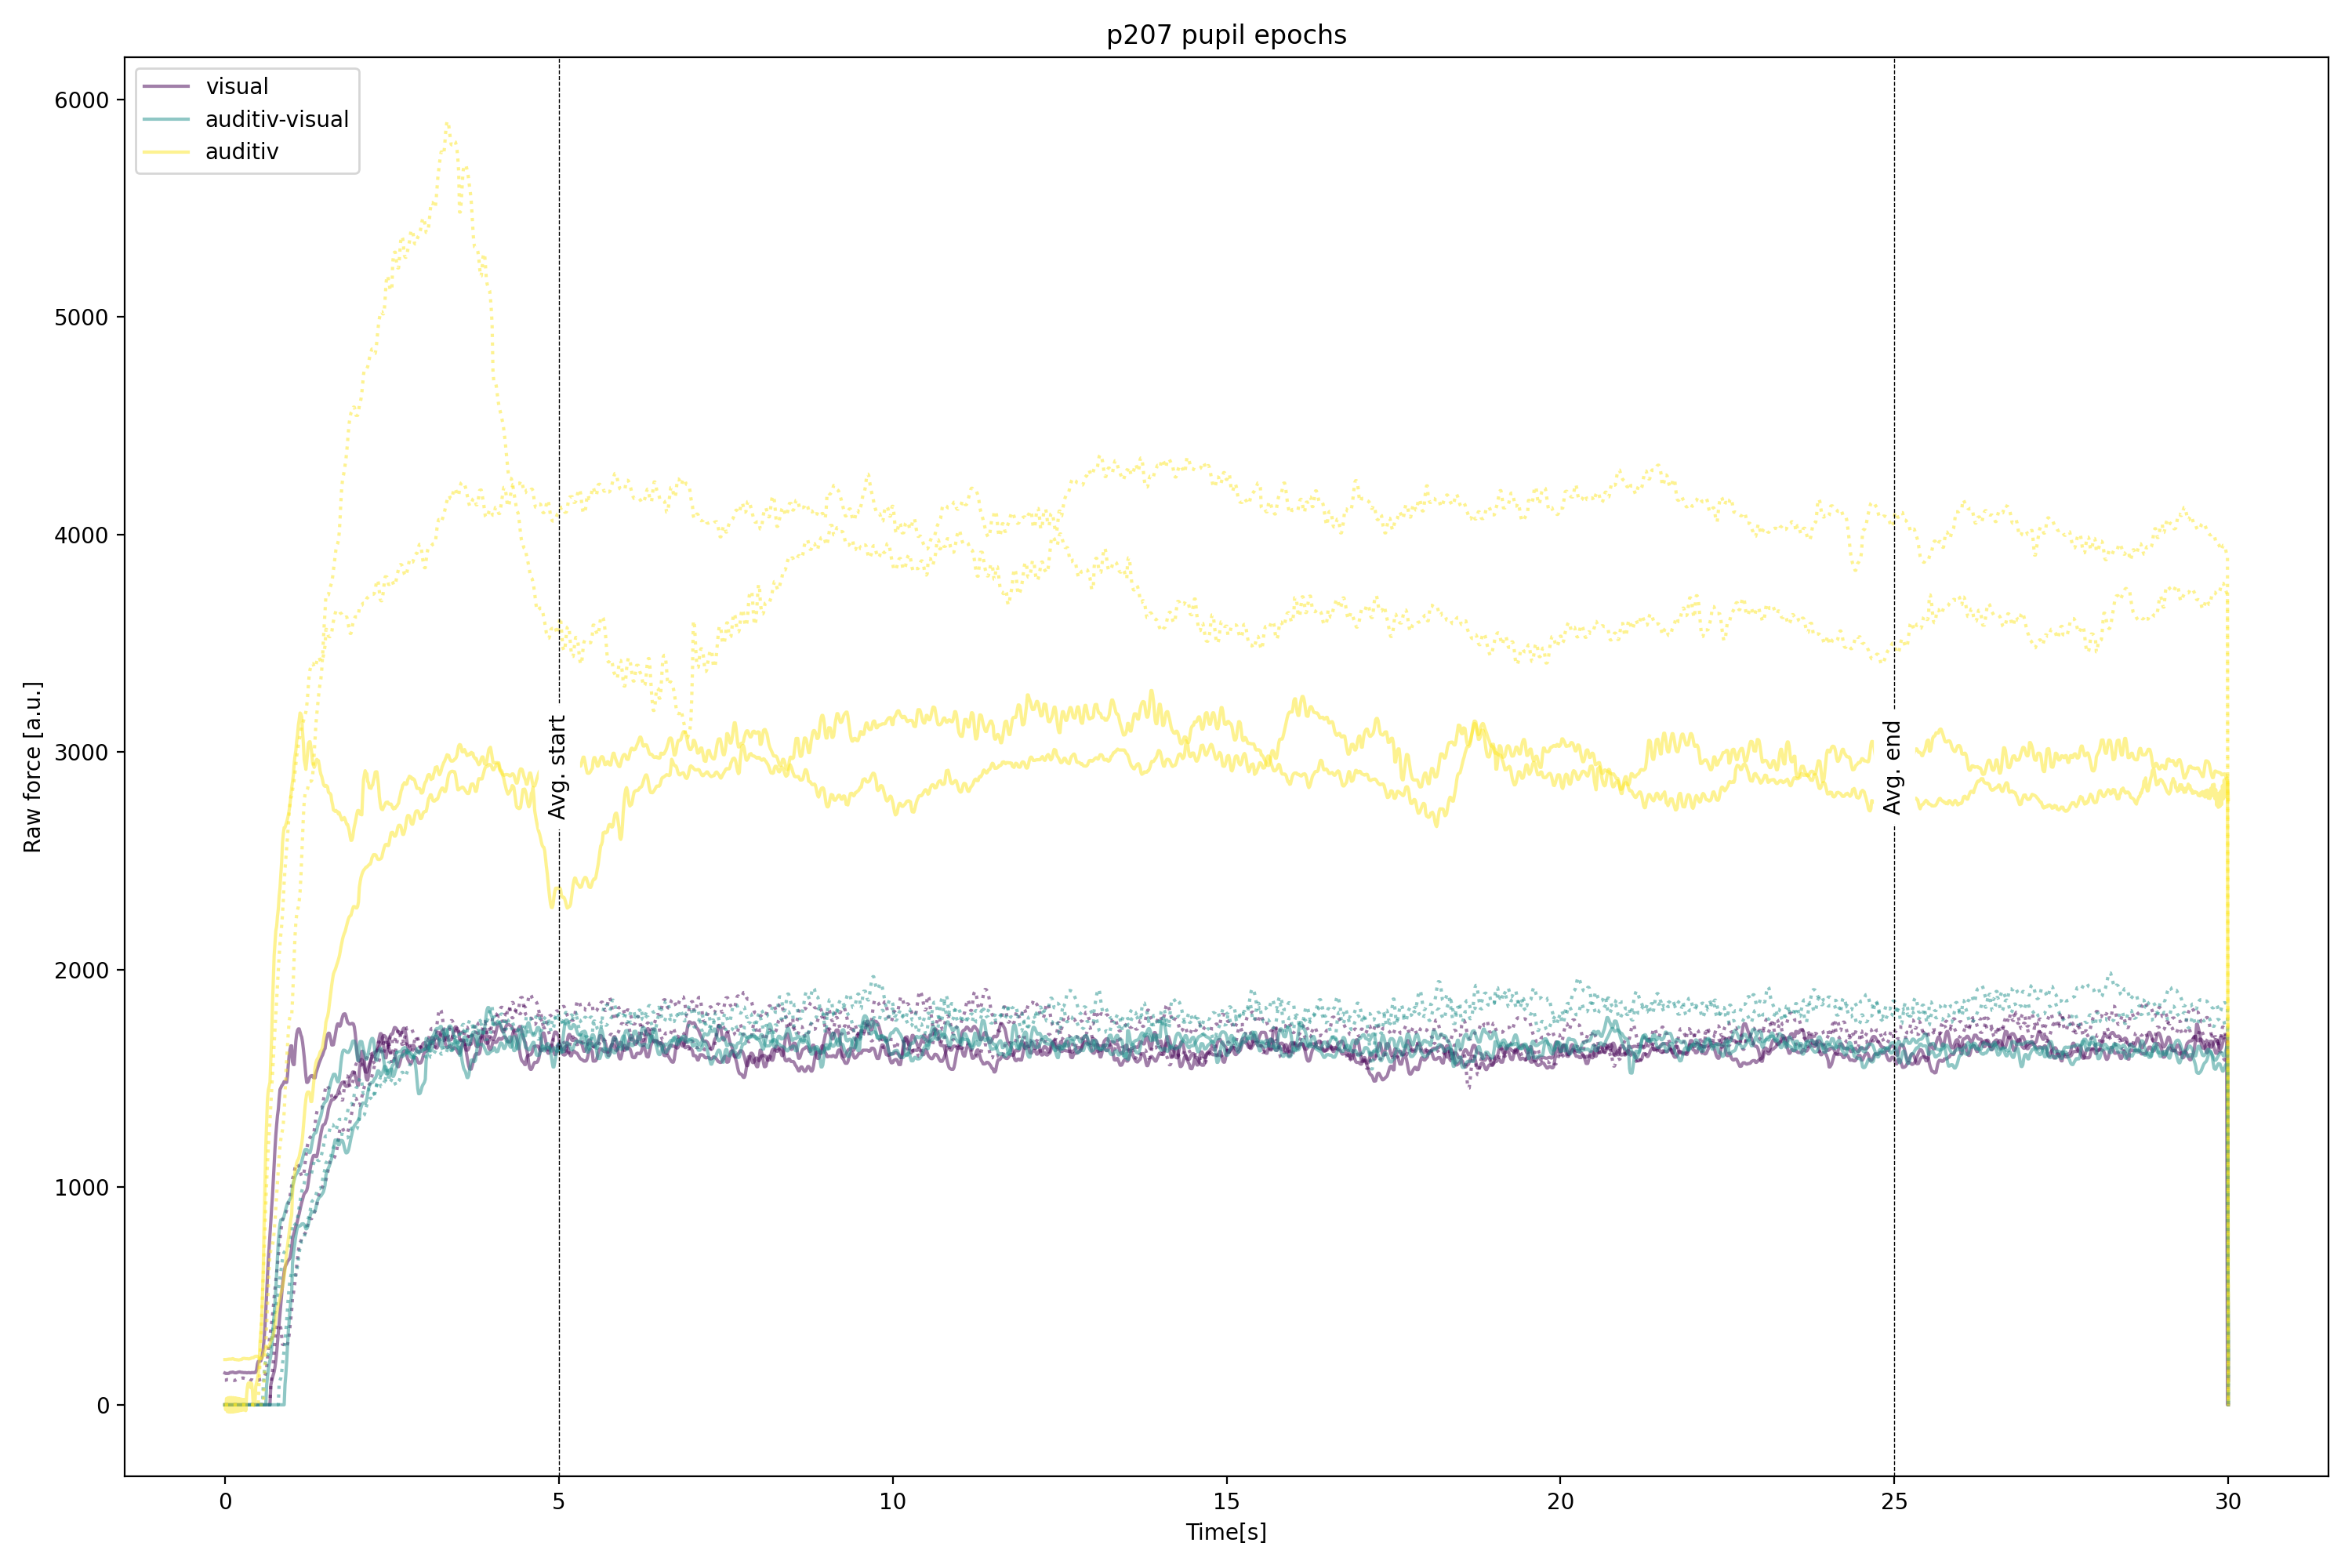 p207 pupil epochs
visual
auditiv-visual
auditiv
6000
5000
4000
3000
2000
1000
0
Raw force [a.u.]
Avg. start
Avg. end
0 5 10 15 20 25 30
Time[s]